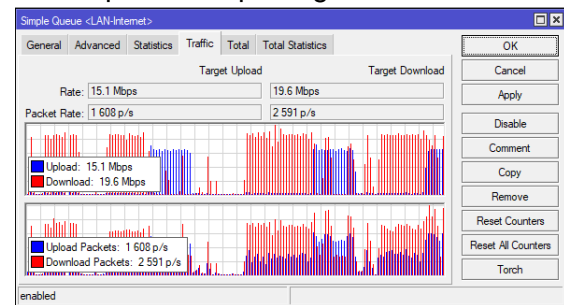 Simple Queue <LAN-Internet>
General Advanced Statistics Traffic Total Total Statistics
Target Upload Target Download
Rate: 15.1 Mbps 19.6 Mbps
Packet Rate: 1 608 p/s 2 591 p/s
Upload: 15.1 Mbps
Download: 19.6 Mbps
Upload Packets: 1 608 p/s
Download Packets: 2 591 p/s
OK
Cancel
Apply
Disable
Comment
Copy
Remove
Reset Counters
Reset All Counters
Torch
enabled